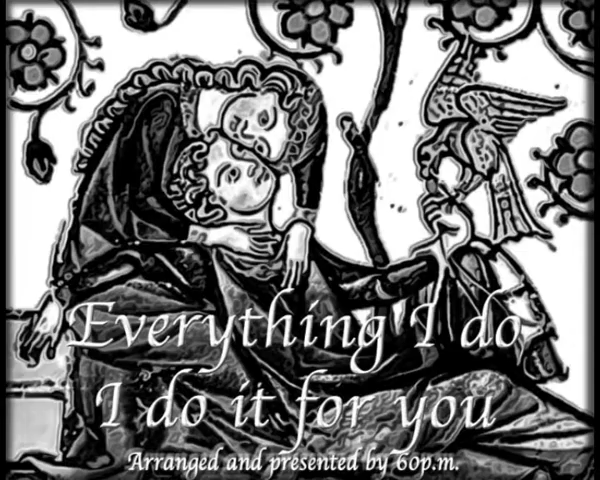 Everything I do
I do it for you
Arranged and presented by 60p.m.